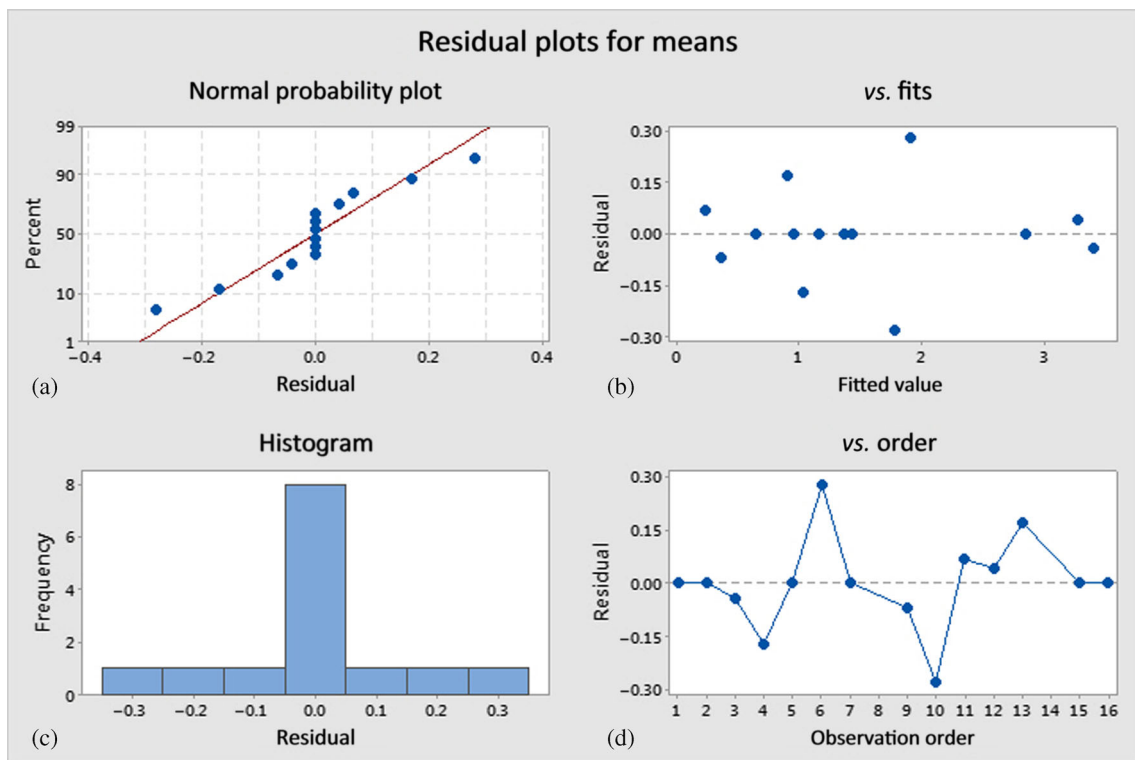 Residual plots for means
Normal probability plot
99
90
50
10
1
Percent
−0.4 −0.2 0.0 0.2 0.4
Residual
(a)
vs. fits
0.30
0.15
0.00
−0.15
−0.30
Residual
0 1 2 3
Fitted value
(b)
Histogram
8
6
4
2
0
Frequency
−0.3 −0.2 −0.1 0.0 0.1 0.2 0.3
Residual
(c)
vs. order
0.30
0.15
0.00
−0.15
−0.30
Residual
1 2 3 4 5 6 7 8 9 10 11 12 13 14 15 16
Observation order
(d)